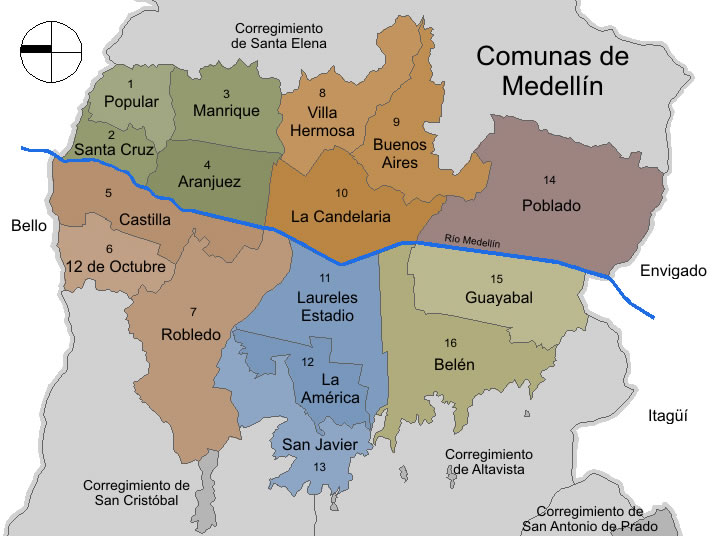 Corregimiento
de Santa Elena
Comunas de
Medellín
1
Popular
3
Manrique
8
Villa
Hermosa
9
Buenos
Aires
2
Santa Cruz
4
Aranjuez
10
La Candelaria
14
Poblado
5
Castilla
Bello
6
12 de Octubre
Río Medellín
Envigado
7
Robledo
11
Laureles
Estadio
15
Guayabal
16
Belén
12
La
América
Itagüí
San Javier
13
Corregimiento
de Altavista
Corregimiento de
San Cristóbal
Corregimiento de
San Antonio de Prado